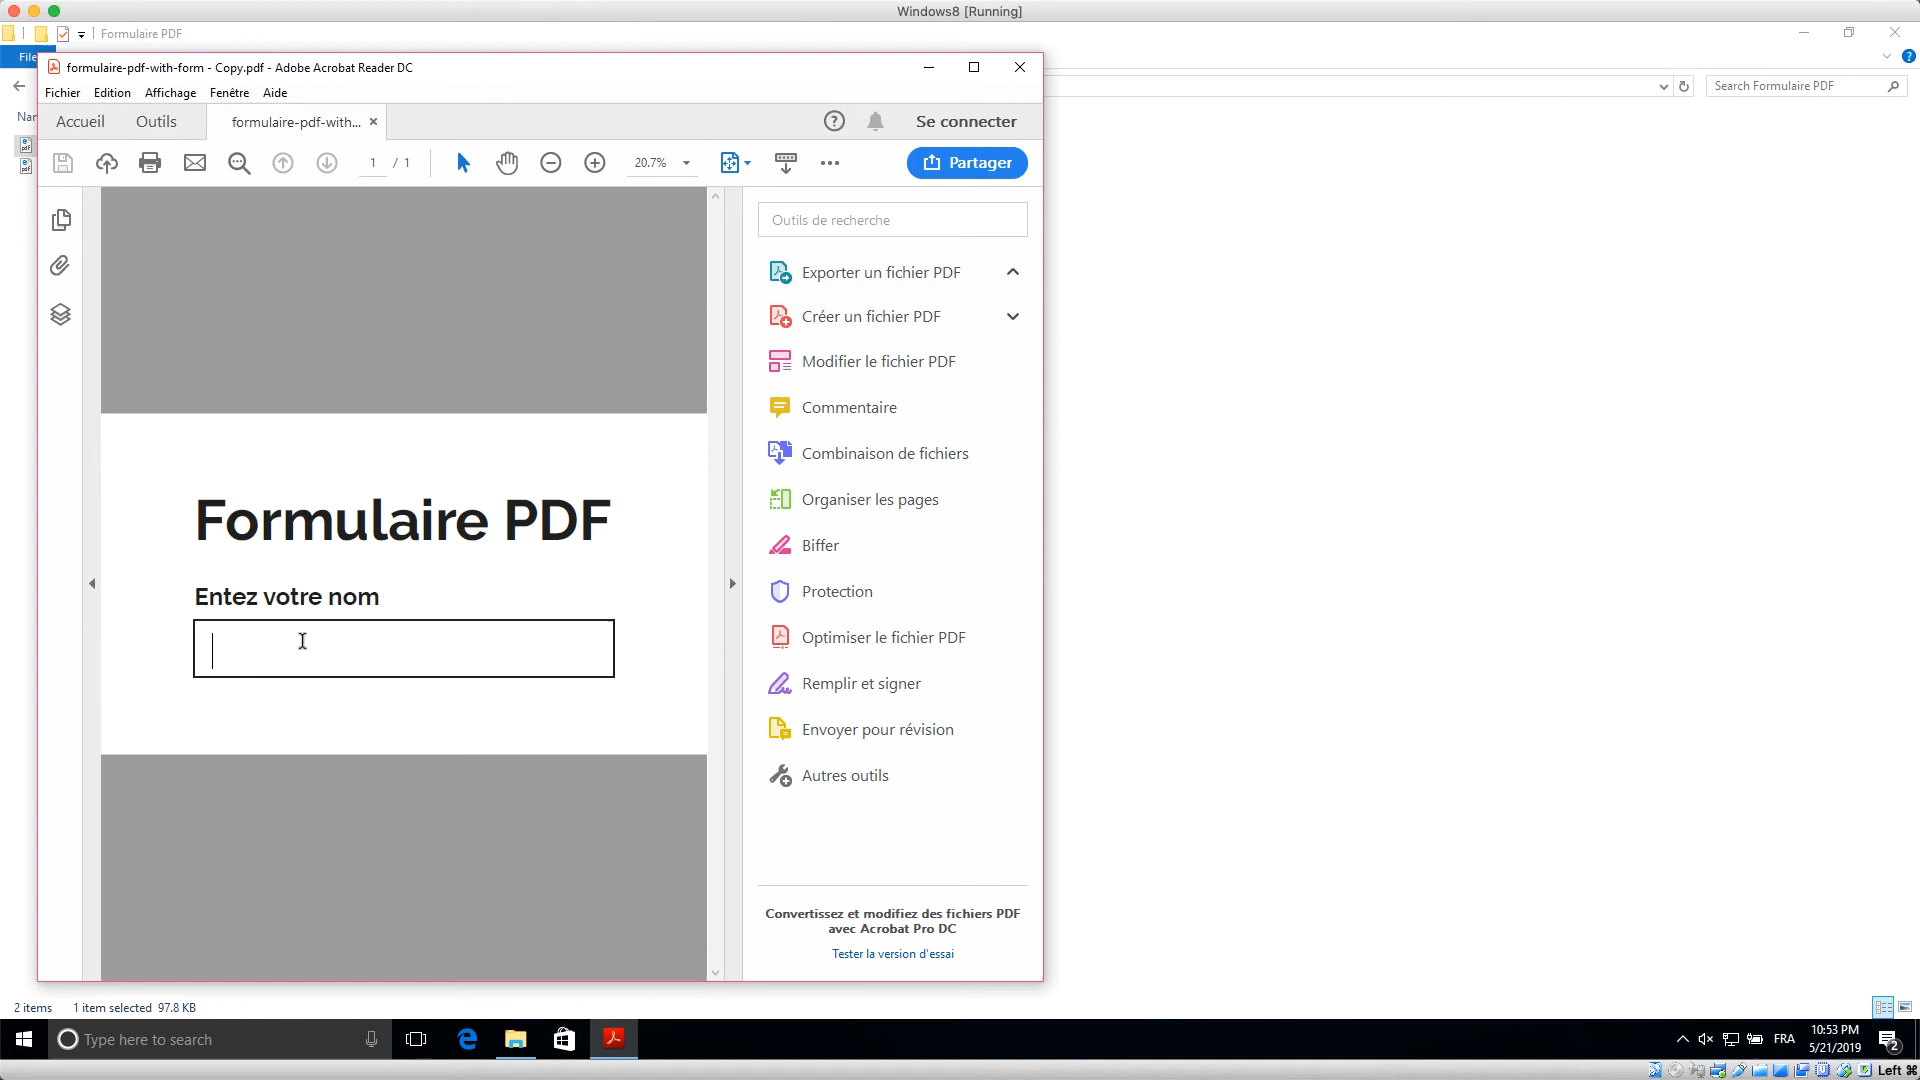 Windows8 [Running]
Formulaire PDF
File
formulaire-pdf-with-form - Copy.pdf - Adobe Acrobat Reader DC
Fichier Edition Affichage Fenêtre Aide
Search Formulaire PDF
Accueil Outils formulaire-pdf-with... Se connecter
1 / 1 20.7% Partager
Outils de recherche
Exporter un fichier PDF
Créer un fichier PDF
Modifier le fichier PDF
Commentaire
Combinaison de fichiers
Organiser les pages
Biffer
Protection
Optimiser le fichier PDF
Remplir et signer
Envoyer pour révision
Autres outils
Formulaire PDF
Entez votre nom
Convertissez et modifiez des fichiers PDF
avec Acrobat Pro DC
Tester la version d'essai
2 items 1 item selected 97.8 KB
Type here to search
FRA
10:53 PM
5/21/2019
2
Left ⌘